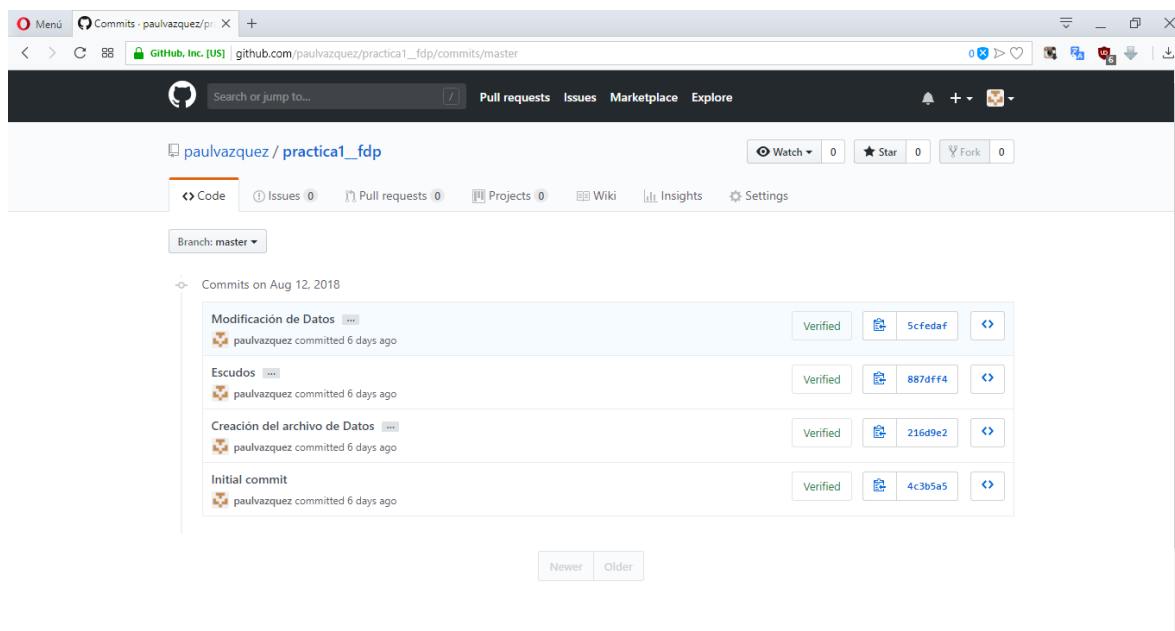 Menú
Commits · paulvazquez/pr
GitHub, Inc. [US] github.com/paulvazquez/practica1__fdp/commits/master
0
6
Search or jump to... /
Pull requests Issues Marketplace Explore
paulvazquez / practica1__fdp
Watch 0 Star 0 Fork 0
Code Issues 0 Pull requests 0 Projects 0 Wiki Insights Settings
Branch: master
Commits on Aug 12, 2018
Modificación de Datos ...
paulvazquez committed 6 days ago
Verified 5cfedaf
Escudos ...
paulvazquez committed 6 days ago
Verified 887dff4
Creación del archivo de Datos ...
paulvazquez committed 6 days ago
Verified 216d9e2
Initial commit
paulvazquez committed 6 days ago
Verified 4c3b5a5
Newer Older